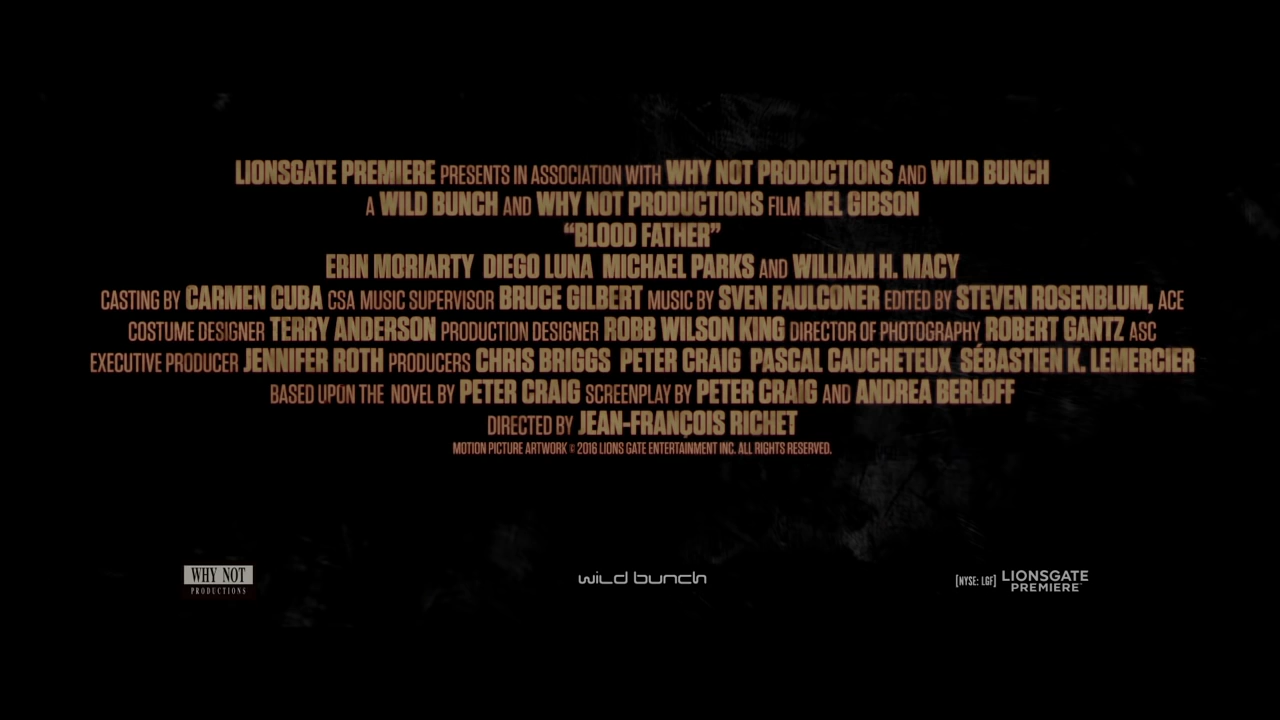 LIONSGATE PREMIERE PRESENTS IN ASSOCIATION WITH WHY NOT PRODUCTIONS AND WILD BUNCH
A WILD BUNCH AND WHY NOT PRODUCTIONS FILM MEL GIBSON
“BLOOD FATHER”
ERIN MORIARTY DIEGO LUNA MICHAEL PARKS AND WILLIAM H. MACY
CASTING BY CARMEN CUBA CSA MUSIC SUPERVISOR BRUCE GILBERT MUSIC BY SVEN FAULCONER EDITED BY STEVEN ROSENBLUM, ACE
COSTUME DESIGNER TERRY ANDERSON PRODUCTION DESIGNER ROBB WILSON KING DIRECTOR OF PHOTOGRAPHY ROBERT GANTZ ASC
EXECUTIVE PRODUCER JENNIFER ROTH PRODUCERS CHRIS BRIGGS PETER CRAIG PASCAL CAUCHETEUX SÉBASTIEN K. LEMERCIER
BASED UPON THE NOVEL BY PETER CRAIG SCREENPLAY BY PETER CRAIG AND ANDREA BERLOFF
DIRECTED BY JEAN-FRANÇOIS RICHET
MOTION PICTURE ARTWORK © 2016 LIONS GATE ENTERTAINMENT INC. ALL RIGHTS RESERVED.
WHY NOT
PRODUCTIONS
wild bunch
[NYSE: LGF] LIONSGATE
PREMIERE